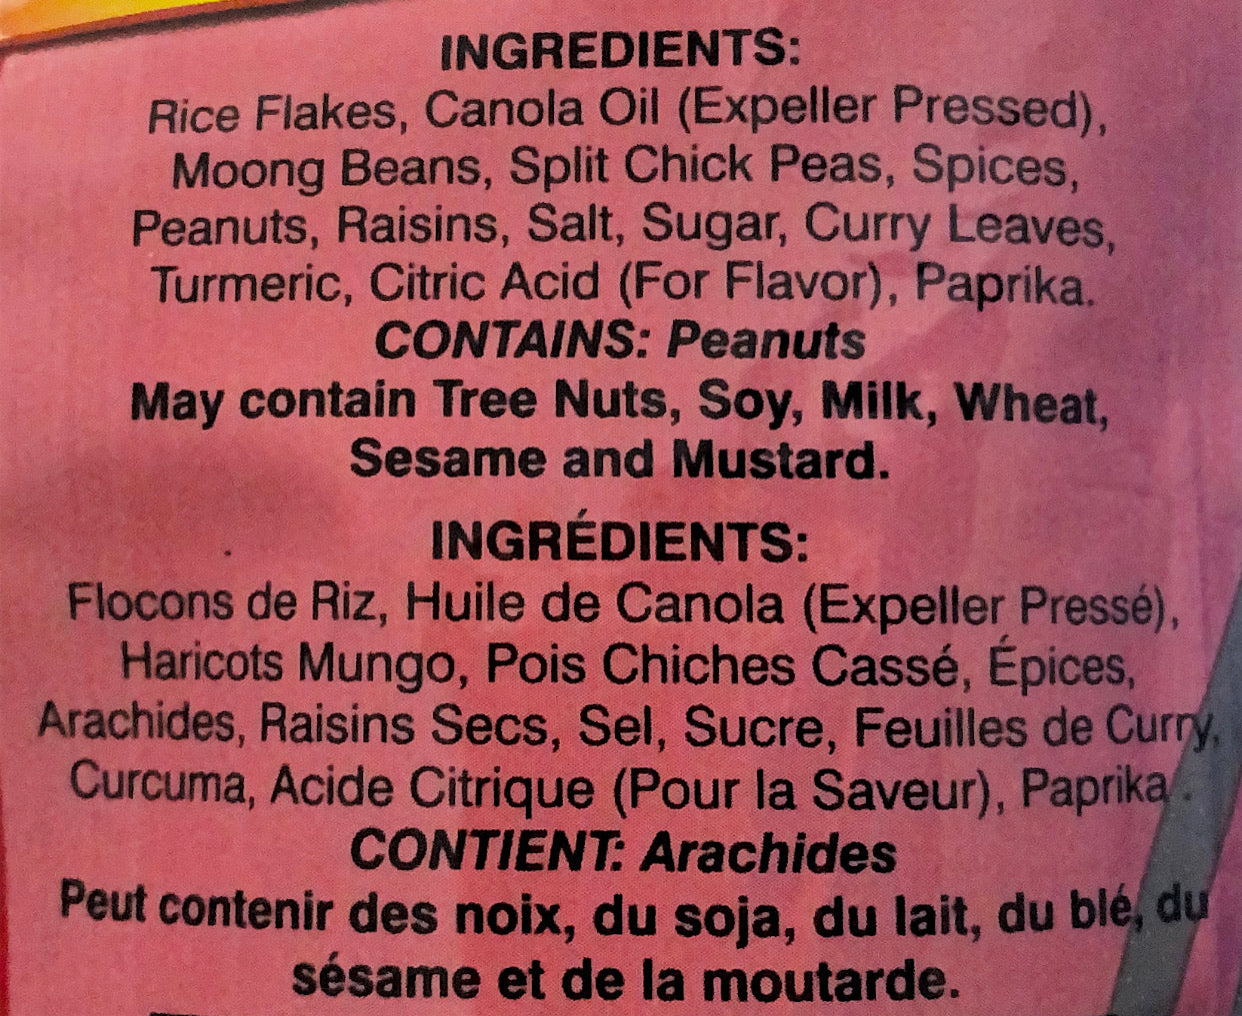 INGREDIENTS:
Rice Flakes, Canola Oil (Expeller Pressed),
Moong Beans, Split Chick Peas, Spices,
Peanuts, Raisins, Salt, Sugar, Curry Leaves,
Turmeric, Citric Acid (For Flavor), Paprika.
CONTAINS: Peanuts
May contain Tree Nuts, Soy, Milk, Wheat,
Sesame and Mustard.
INGRÉDIENTS:
Flocons de Riz, Huile de Canola (Expeller Pressé),
Haricots Mungo, Pois Chiches Cassé, Épices,
Arachides, Raisins Secs, Sel, Sucre, Feuilles de Curry,
Curcuma, Acide Citrique (Pour la Saveur), Paprika .
CONTIENT: Arachides
Peut contenir des noix, du soja, du lait, du blé, du
sésame et de la moutarde.